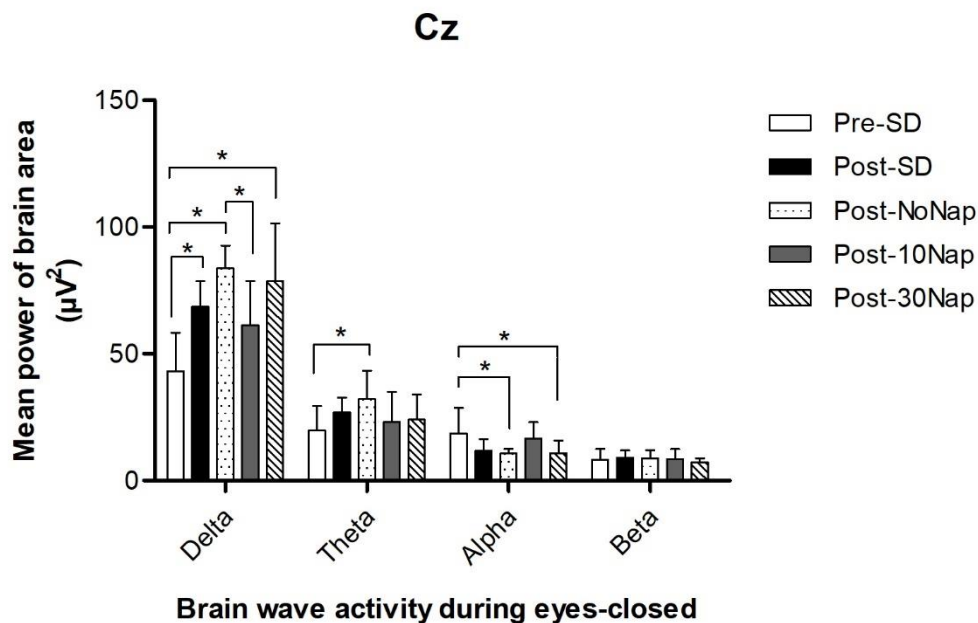 Cz
Mean power of brain area
(µV²)
150
100
50
0
*
*
*
*
*
*
*
Delta
Theta
Alpha
Beta
Brain wave activity during eyes-closed
Pre-SD
Post-SD
Post-NoNap
Post-10Nap
Post-30Nap